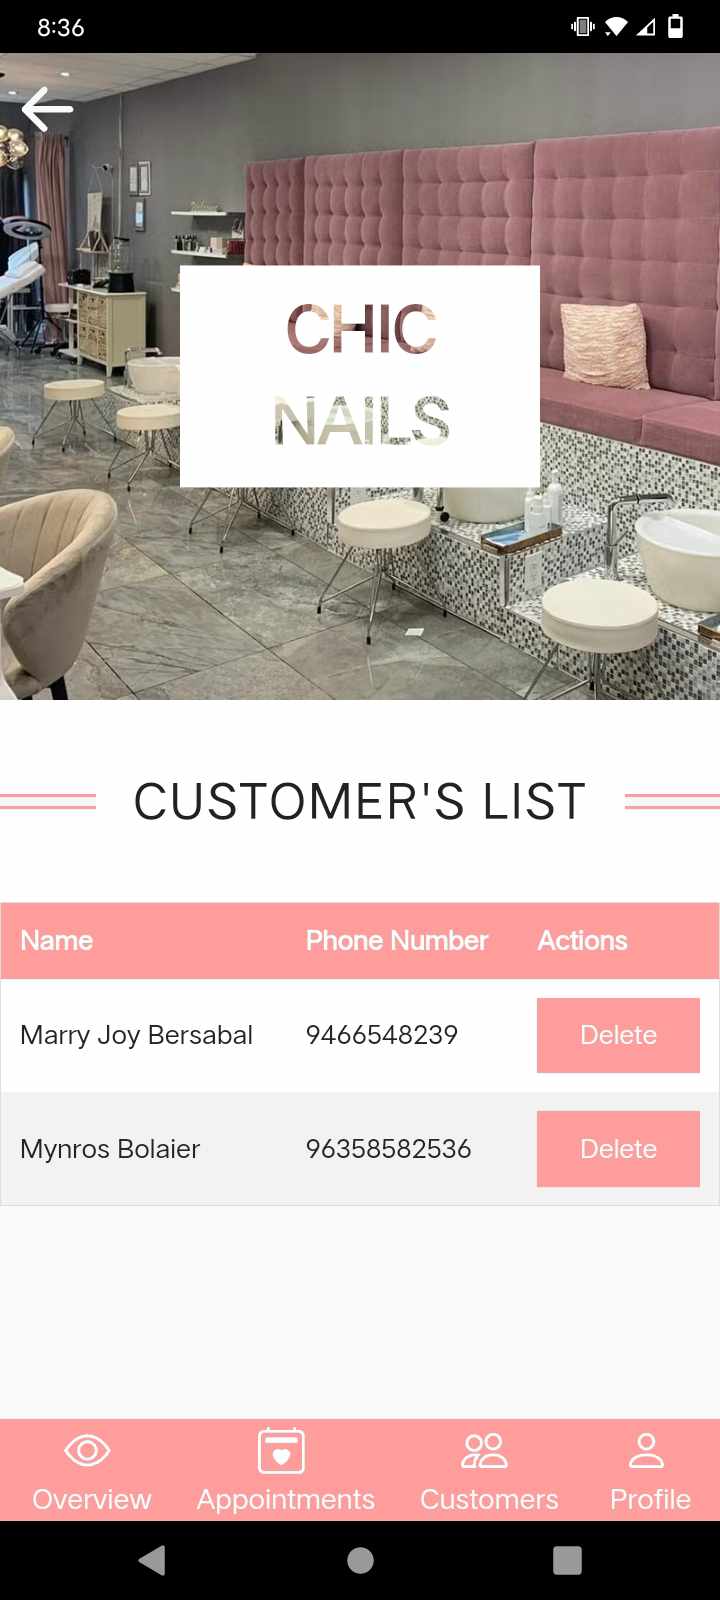 8:36
CHIC
NAILS
CUSTOMER'S LIST
Name Phone Number Actions
Marry Joy Bersabal 9466548239 Delete
Mynros Bolaier 96358582536 Delete
Overview Appointments Customers Profile